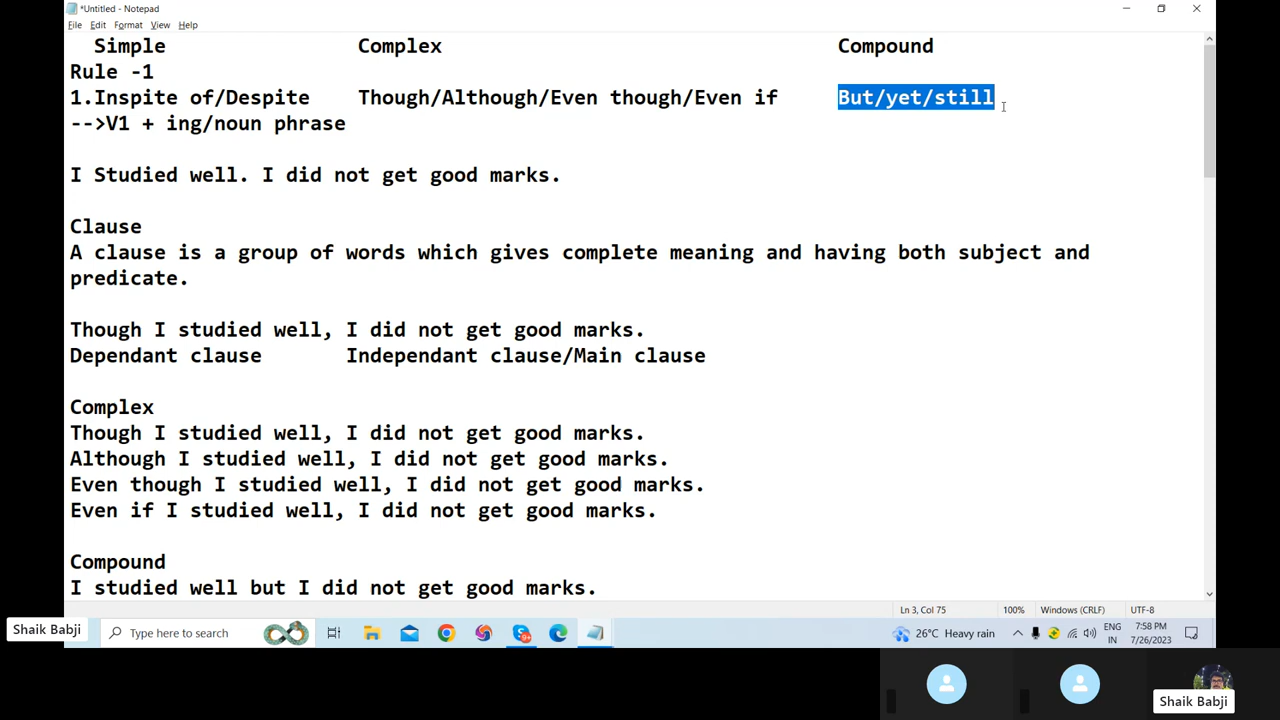 *Untitled - Notepad
File Edit Format View Help
Simple Complex Compound
Rule -1
1.Inspite of/Despite Though/Although/Even though/Even if But/yet/still
-->V1 + ing/noun phrase
I Studied well. I did not get good marks.
Clause
A clause is a group of words which gives complete meaning and having both subject and
predicate.
Though I studied well, I did not get good marks.
Dependant clause Independant clause/Main clause
Complex
Though I studied well, I did not get good marks.
Although I studied well, I did not get good marks.
Even though I studied well, I did not get good marks.
Even if I studied well, I did not get good marks.
Compound
I studied well but I did not get good marks.
Ln 3, Col 75 100% Windows (CRLF) UTF-8
Shaik Babji
Type here to search
26°C Heavy rain
ENG
IN
7:58 PM
7/26/2023
Shaik Babji